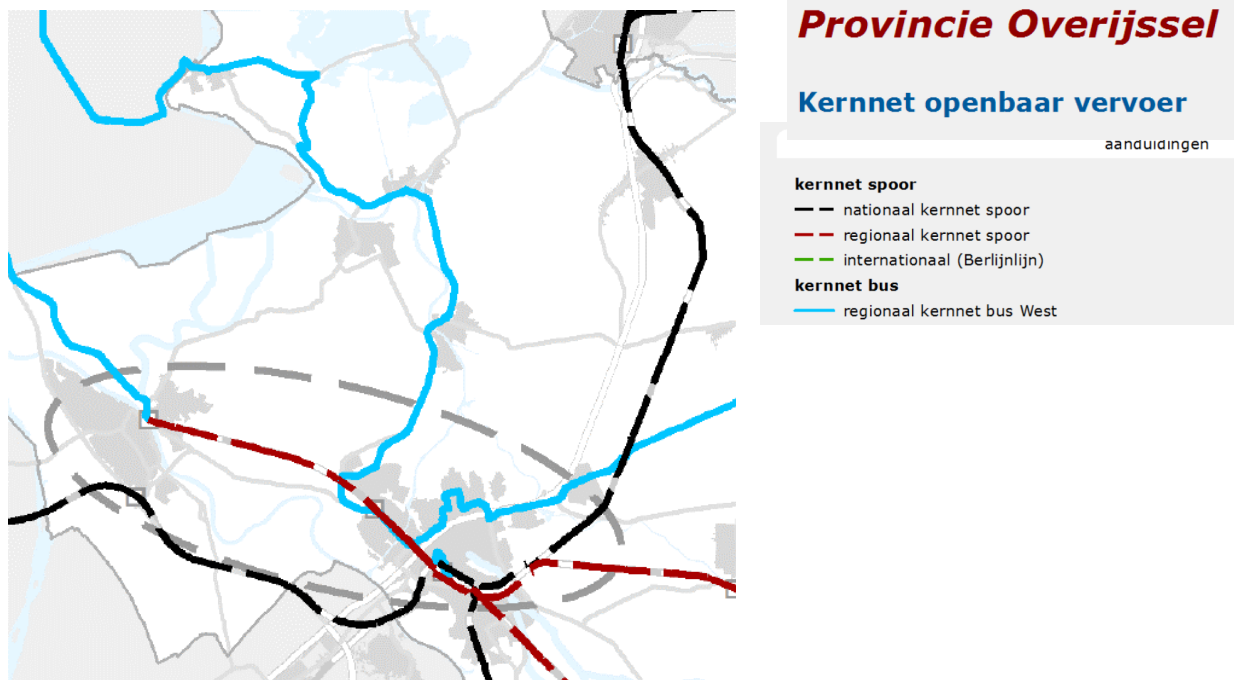 Provincie Overijssel
Kernnet openbaar vervoer
aanduidingen
kernnet spoor
nationaal kernnet spoor
regionaal kernnet spoor
internationaal (Berlijnlijn)
kernnet bus
regionaal kernnet bus West